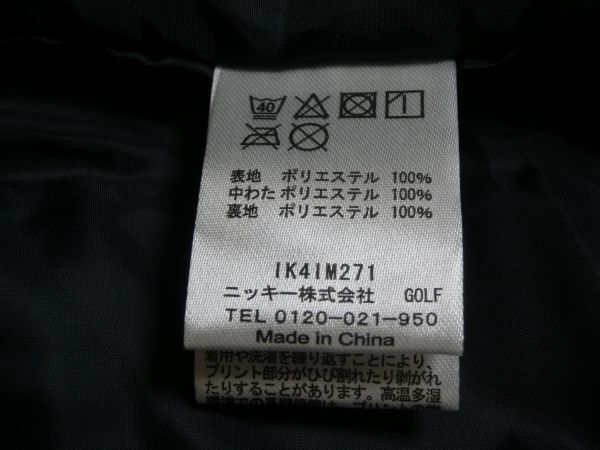 40
表地 ポリエステル 100%
中わた ポリエステル 100%
裏地 ポリエステル 100%
IK4IM271
ニッキー株式会社 GOLF
TEL 0120-021-950
Made in China
着用や洗濯を繰り返すことにより、
プリント部分がひび割れたり剥がれ
たりすることがあります。高温多湿